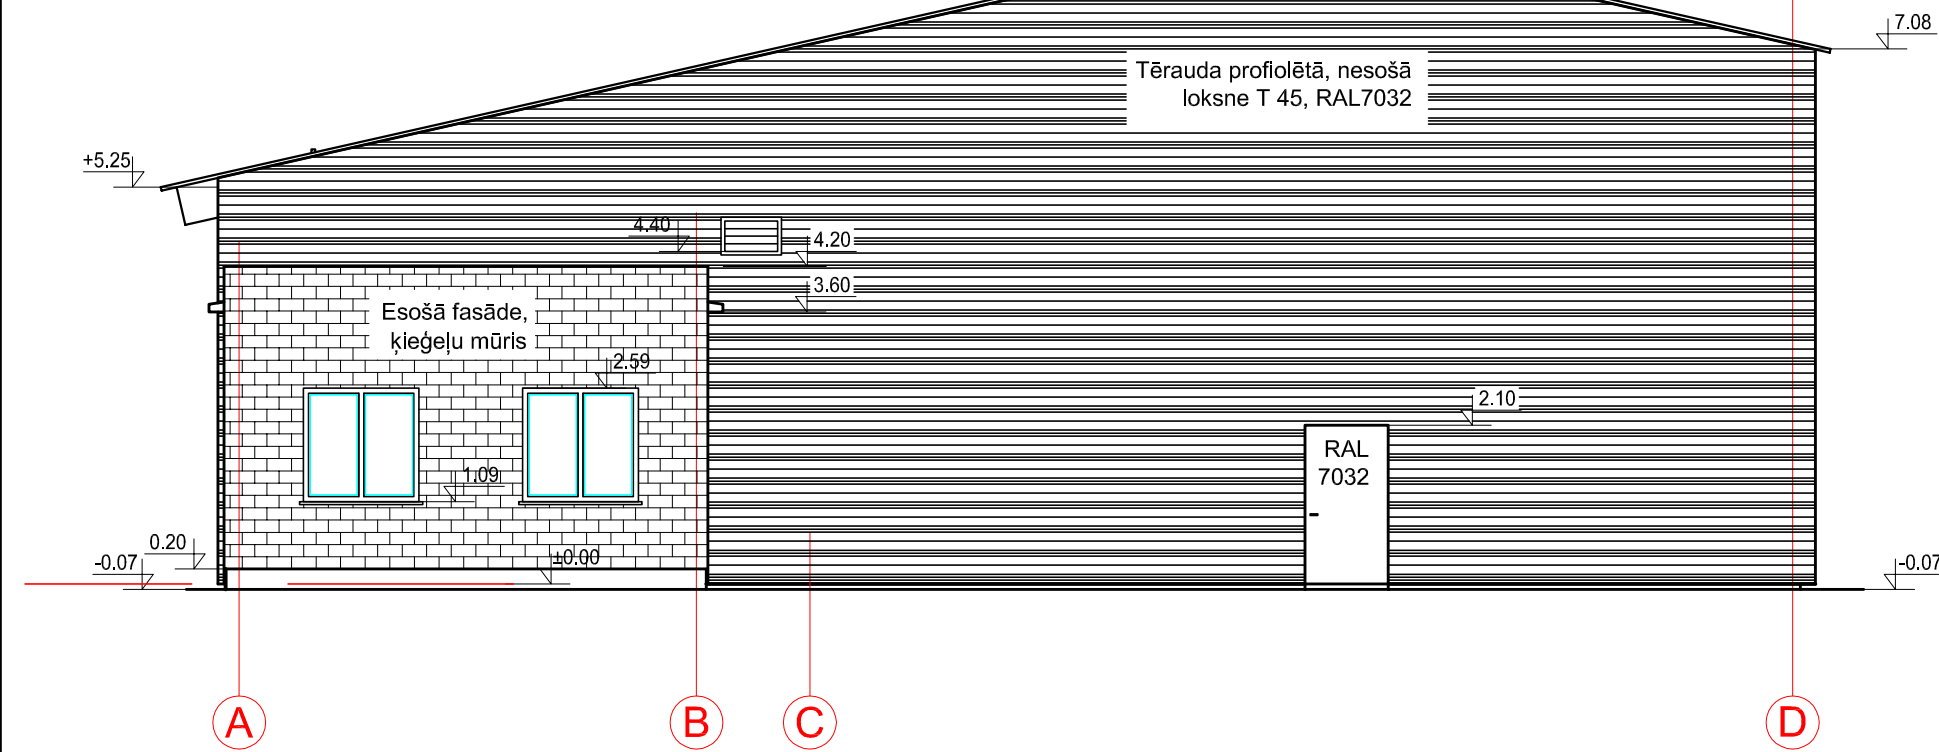 7.08
Tērauda profiolētā, nesošā
loksne T 45, RAL7032
+5.25
4.40
4.20
3.60
Esošā fasāde,
ķieģeļu mūris
2.59
2.10
RAL
7032
1.09
0.20
±0.00
-0.07
-0.07
A
B
C
D